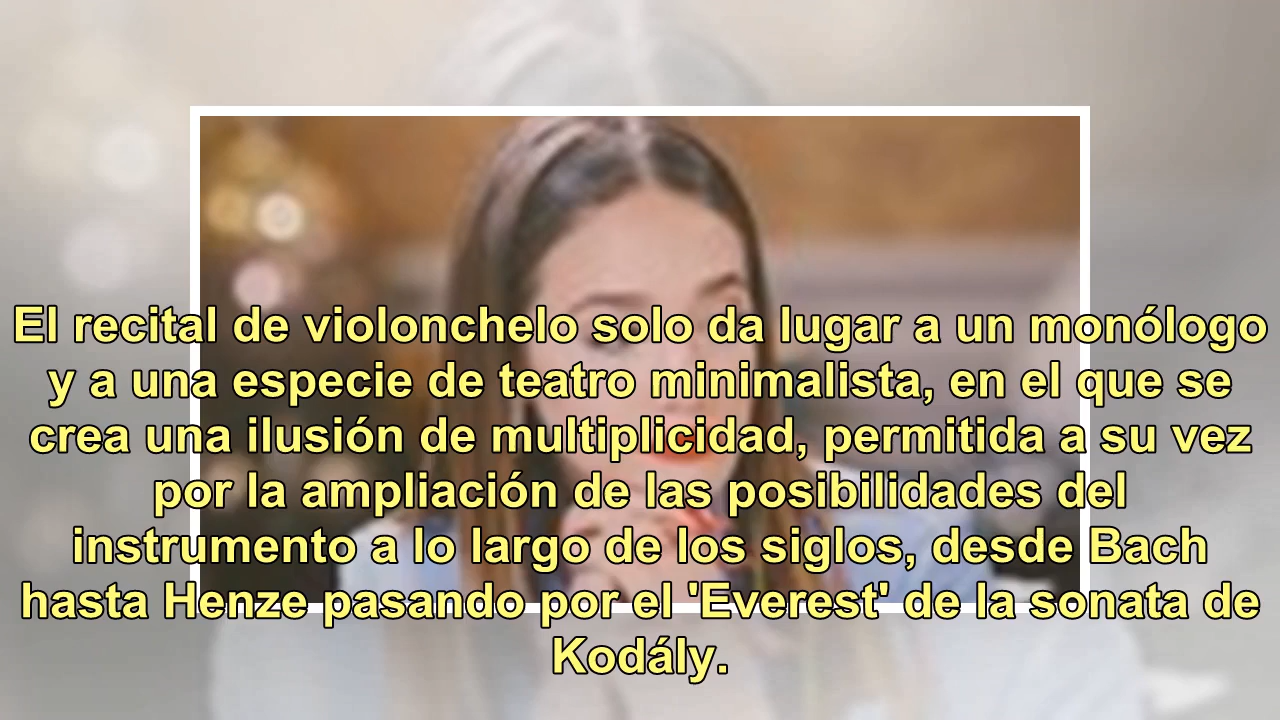 El recital de violonchelo solo da lugar a un monólogo
y a una especie de teatro minimalista, en el que se
crea una ilusión de multiplicidad, permitida a su vez
por la ampliación de las posibilidades del
instrumento a lo largo de los siglos, desde Bach
hasta Henze pasando por el 'Everest' de la sonata de
Kodály.